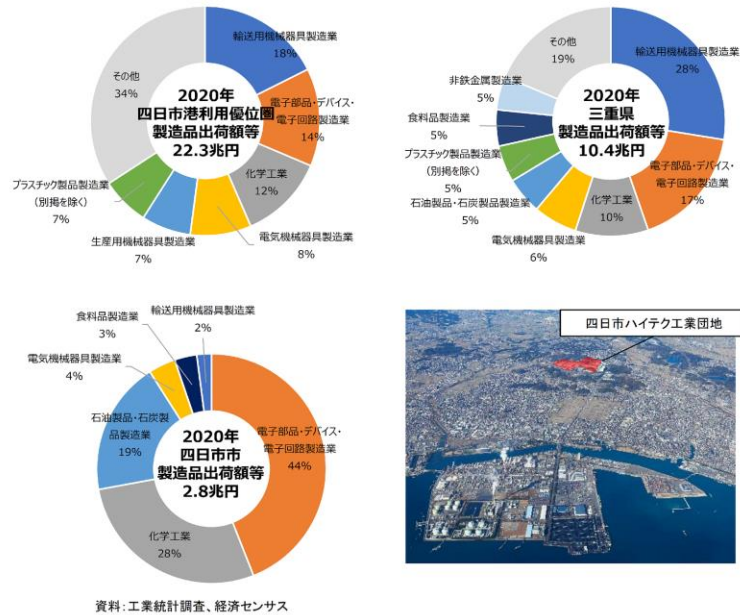 輸送用機械器具製造業
18%
電子部品・デバイス・
電子回路製造業
14%
化学工業
12%
電気機械器具製造業
8%
生産用機械器具製造業
7%
プラスチック製品製造業
(別掲を除く)
7%
その他
34%
2020年
四日市港利用優位圏
製造品出荷額等
22.3兆円
輸送用機械器具製造業
28%
電子部品・デバイス・
電子回路製造業
17%
化学工業
10%
電気機械器具製造業
6%
石油製品・石炭製品製造業
5%
プラスチック製品製造業
(別掲を除く)
5%
食料品製造業
5%
非鉄金属製造業
5%
その他
19%
2020年
三重県
製造品出荷額等
10.4兆円
電子部品・デバイス・
電子回路製造業
44%
化学工業
28%
石油製品・石炭製
品製造業
19%
電気機械器具製造業
4%
食料品製造業
3%
輸送用機械器具製造業
2%
2020年
四日市市
製造品出荷額等
2.8兆円
四日市ハイテク工業団地
資料:工業統計調査、経済センサス